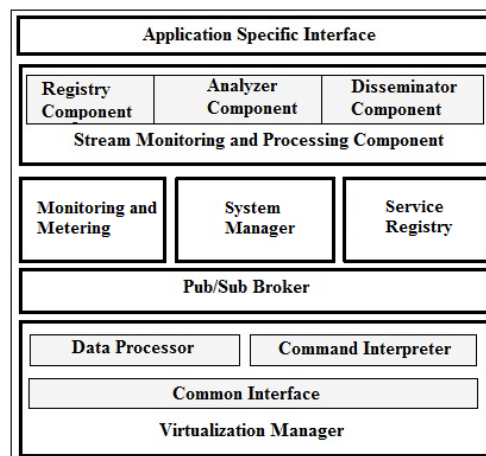 Application Specific Interface
Registry
Component
Analyzer
Component
Disseminator
Component
Stream Monitoring and Processing Component
Monitoring and
Metering
System
Manager
Service
Registry
Pub/Sub Broker
Data Processor
Command Interpreter
Common Interface
Virtualization Manager